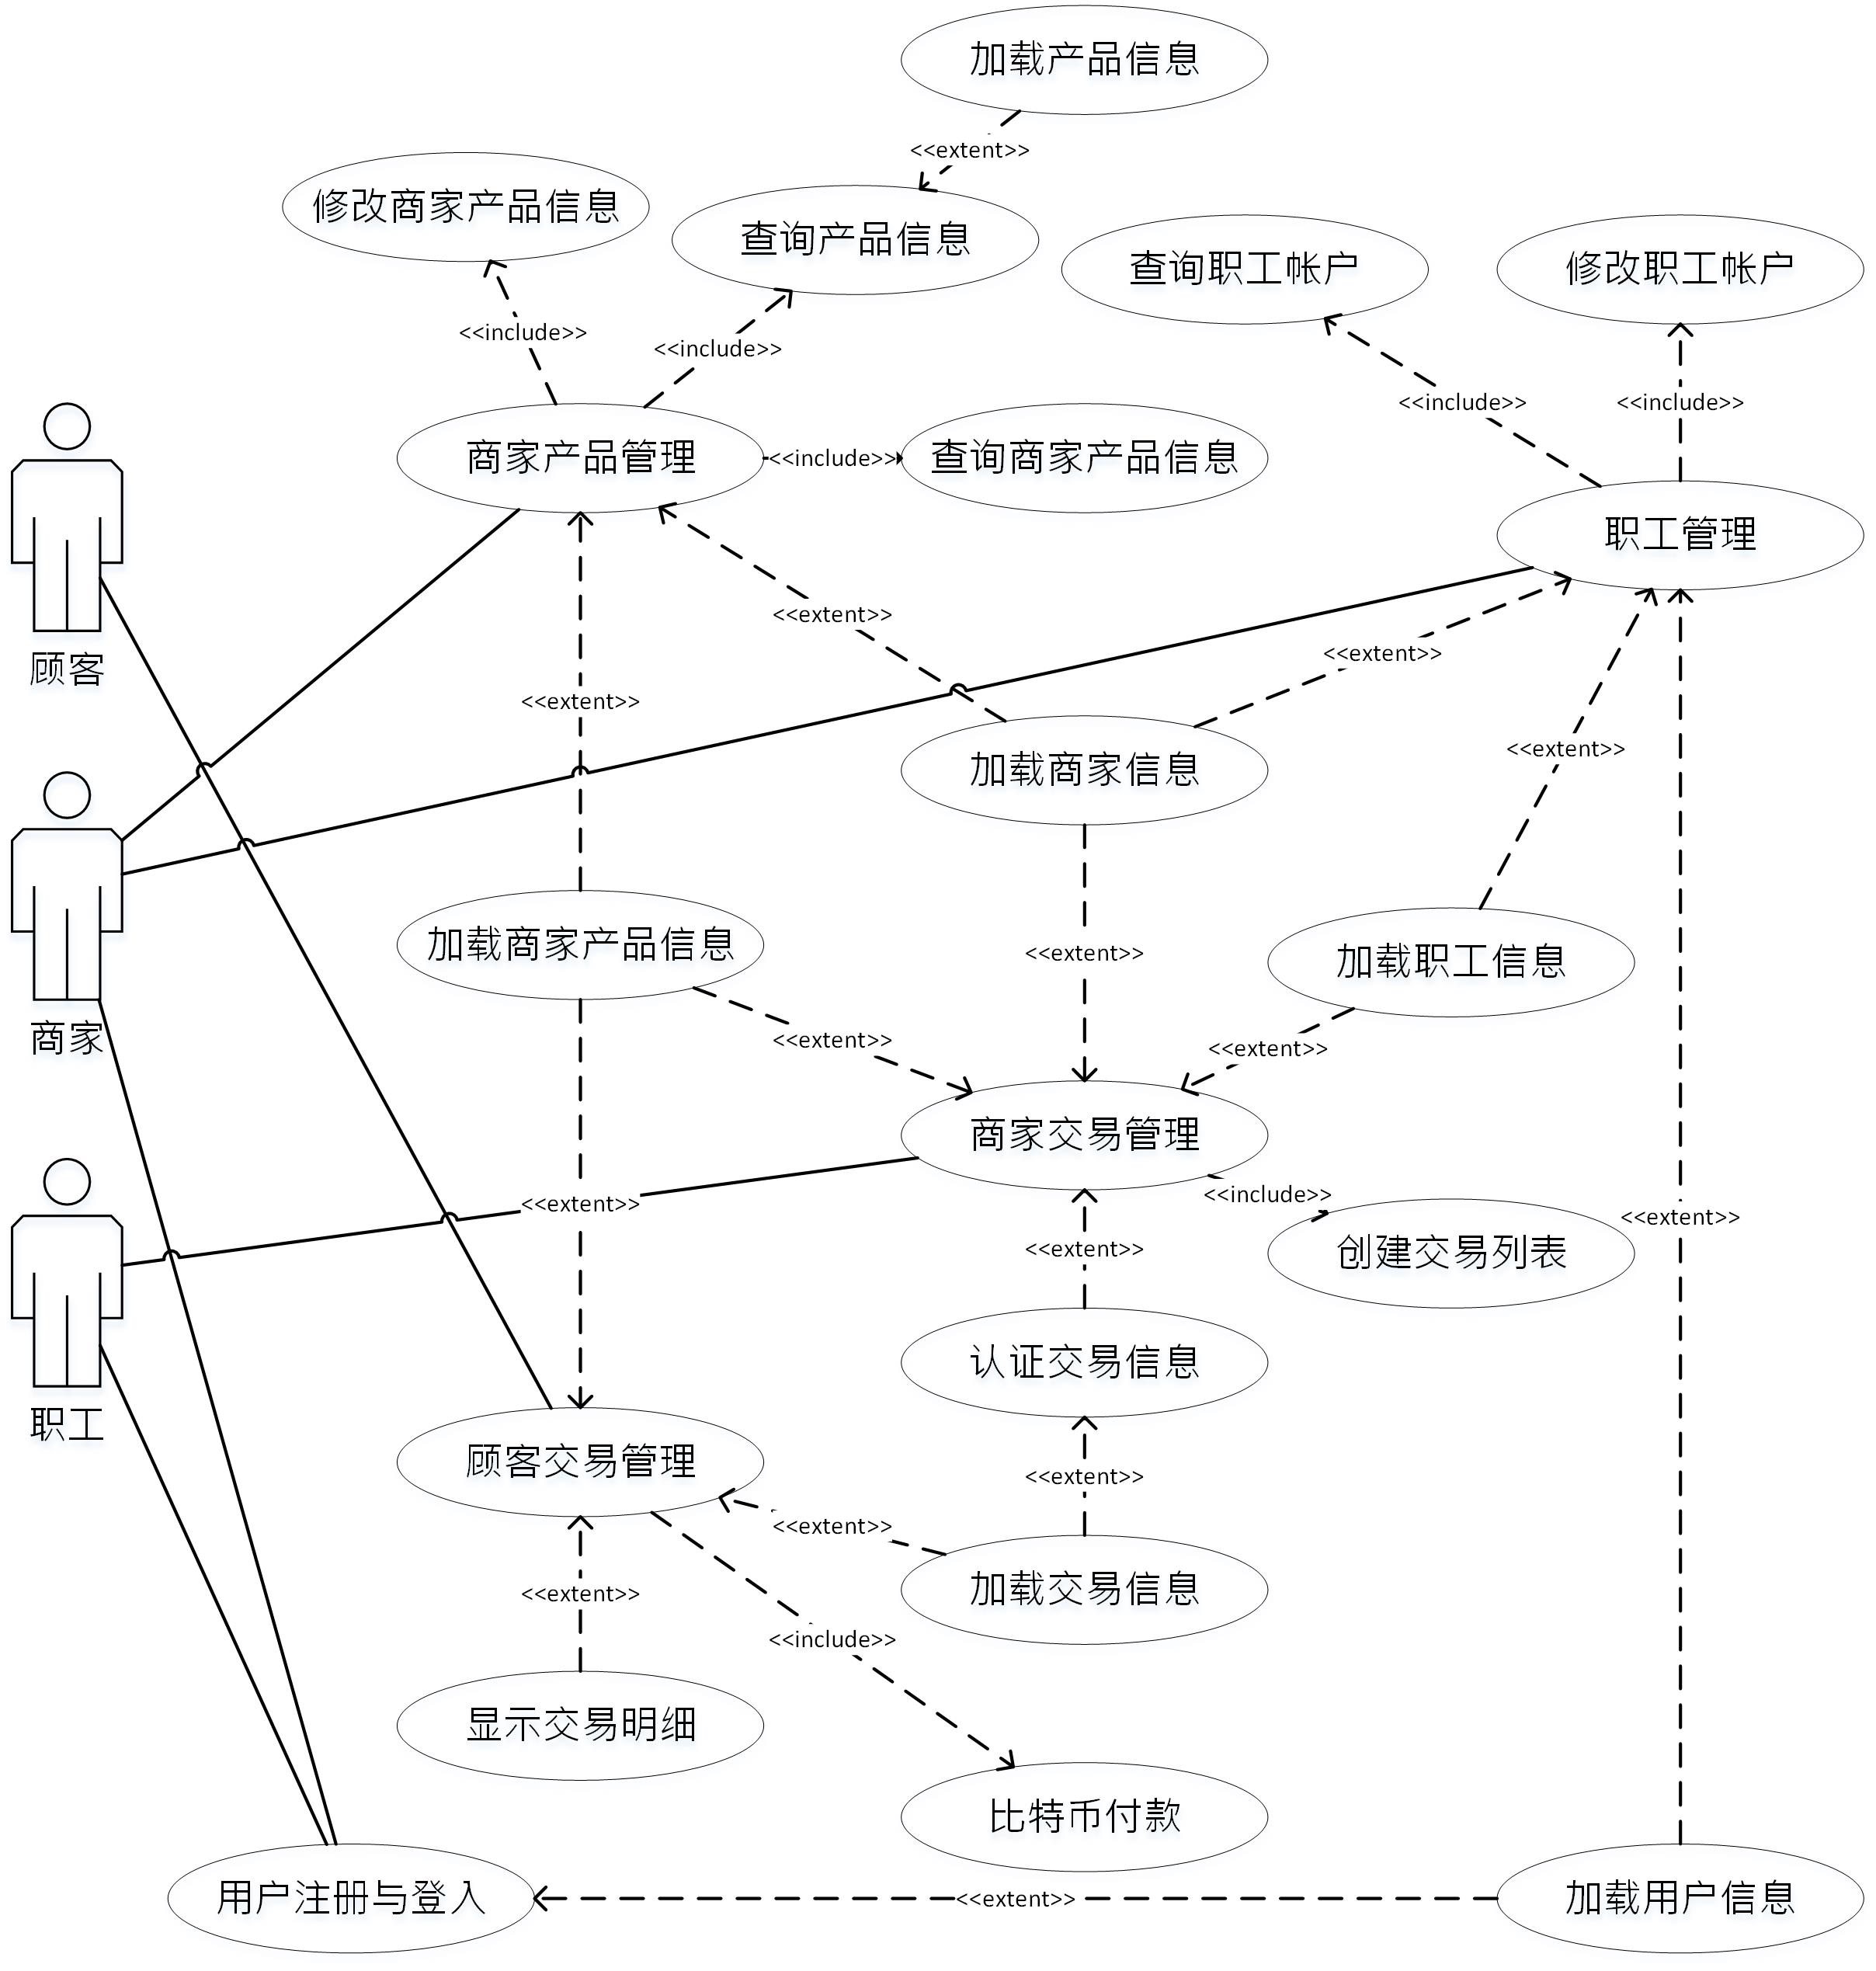 加载产品信息
<<extent>>
修改商家产品信息
查询产品信息
查询职工帐户
修改职工帐户
<<include>>
<<include>>
<<include>>
<<include>>
商家产品管理
<<include>>
查询商家产品信息
职工管理
<<extent>>
<<extent>>
顾客
<<extent>>
<<extent>>
加载商家信息
加载商家产品信息
<<extent>>
加载职工信息
商家
<<extent>>
<<extent>>
商家交易管理
<<extent>>
<<include>>
<<extent>>
<<extent>>
创建交易列表
认证交易信息
职工
顾客交易管理
<<extent>>
<<extent>>
加载交易信息
<<extent>>
<<include>>
显示交易明细
比特币付款
用户注册与登入
<<extent>>
加载用户信息